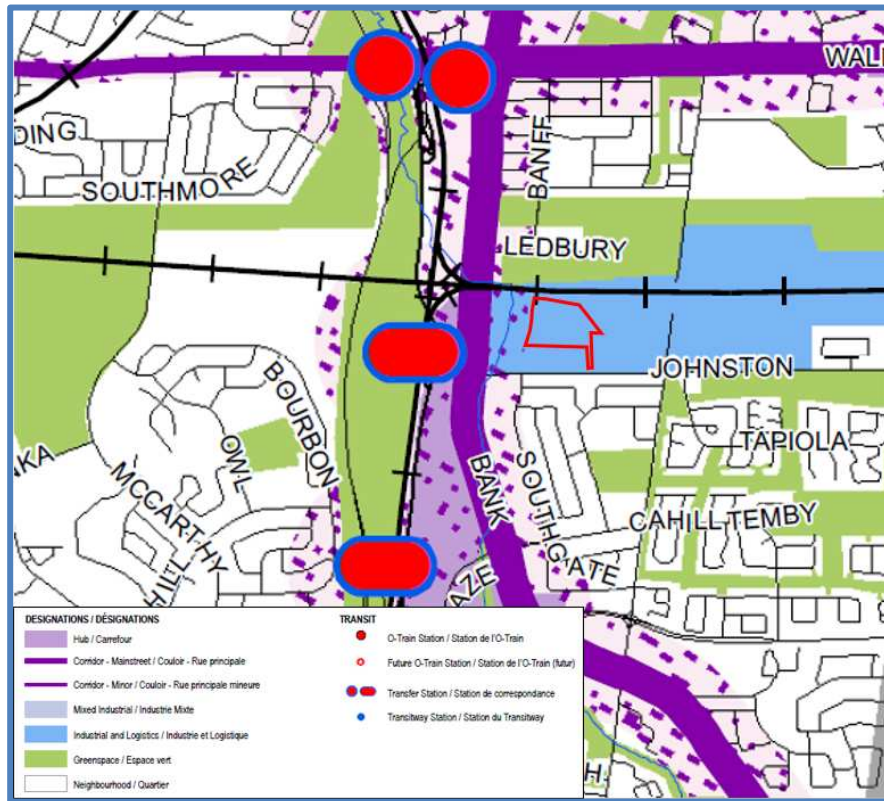 WALK
DING
SOUTHMORE
BANFF
LEDBURY
JOHNSTON
BOURBON
OWL
MCCARTHY
TAPIOLA
BANK
SOUTHGATE
CAHILL TEMBY
AZE
HILL
KA
H
DESIGNATIONS / DÉSIGNATIONS
Hub / Carrefour
Corridor - Mainstreet / Couloir - Rue principale
Corridor - Minor / Couloir - Rue principale mineure
Mixed Industrial / Industrie Mixte
Industrial and Logistics / Industrie et Logistique
Greenspace / Espace vert
Neighbourhood / Quartier
TRANSIT
O-Train Station / Station de l'O-Train
Future O-Train Station / Station de l'O-Train (futur)
Transfer Station / Station de correspondance
Transitway Station / Station du Transitway